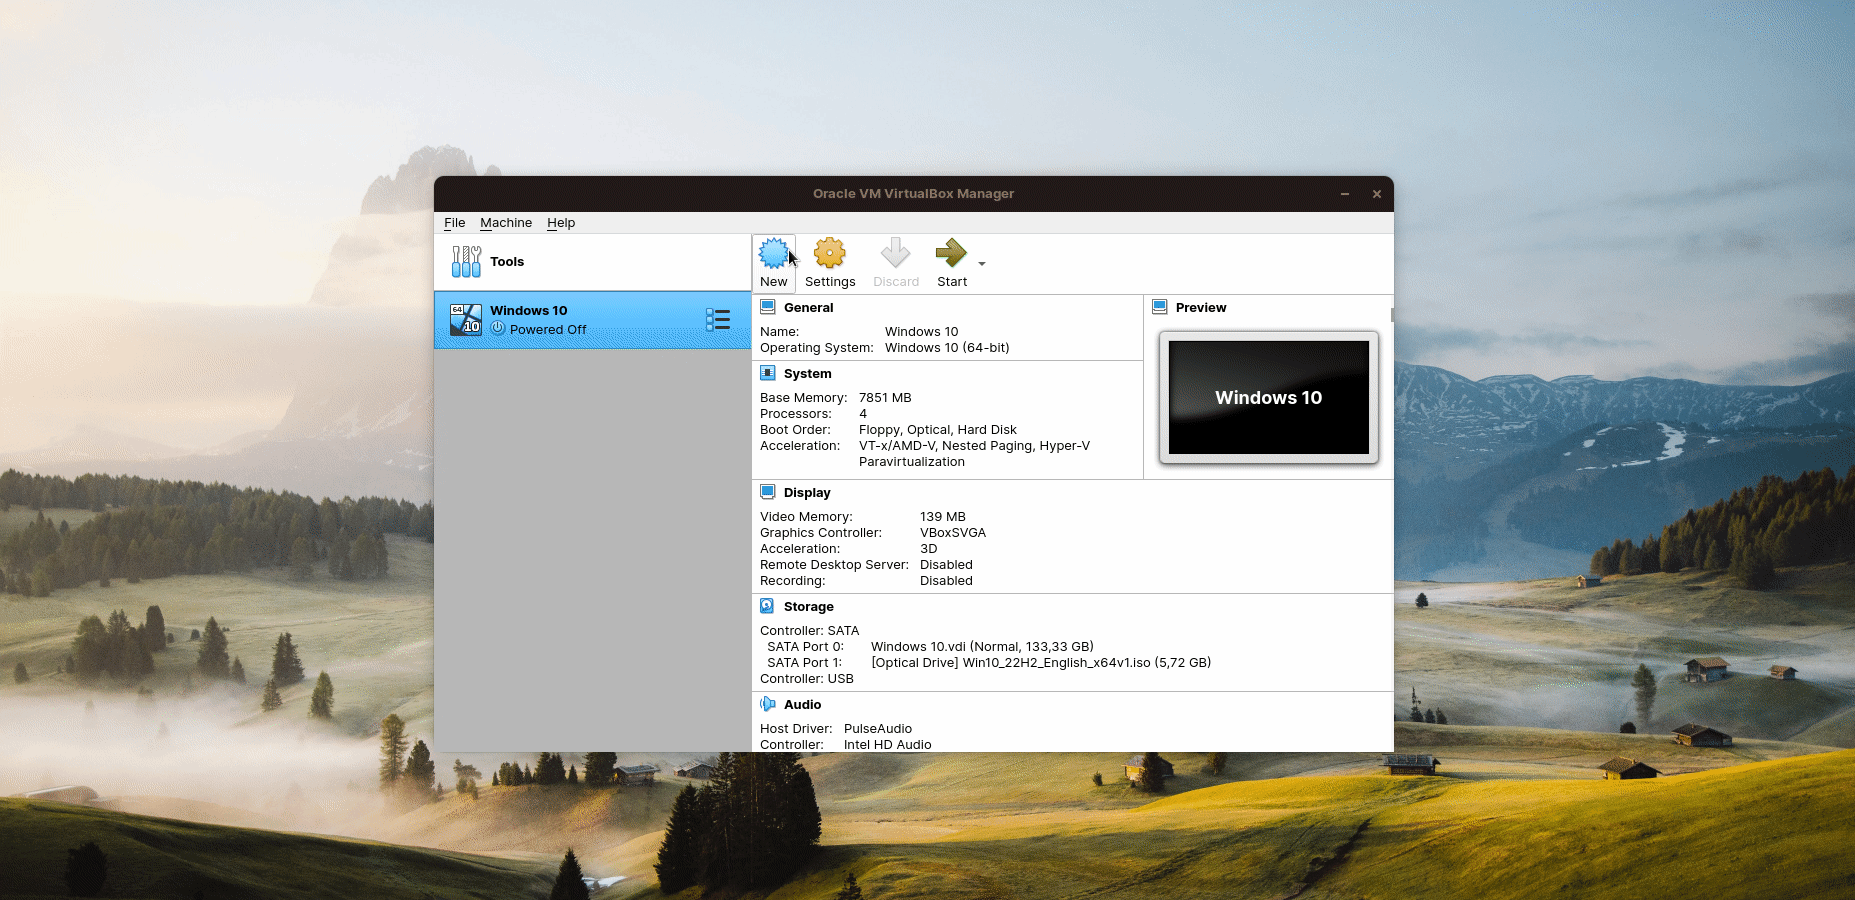 Oracle VM VirtualBox Manager
File Machine Help
Tools
New Settings Discard Start
64
10
Windows 10
Powered Off
General
Name: Windows 10
Operating System: Windows 10 (64-bit)
Preview
Windows 10
System
Base Memory: 7851 MB
Processors: 4
Boot Order: Floppy, Optical, Hard Disk
Acceleration: VT-x/AMD-V, Nested Paging, Hyper-V
Paravirtualization
Display
Video Memory: 139 MB
Graphics Controller: VBoxSVGA
Acceleration: 3D
Remote Desktop Server: Disabled
Recording: Disabled
Storage
Controller: SATA
SATA Port 0: Windows 10.vdi (Normal, 133,33 GB)
SATA Port 1: [Optical Drive] Win10_22H2_English_x64v1.iso (5,72 GB)
Controller: USB
Audio
Host Driver: PulseAudio
Controller: Intel HD Audio